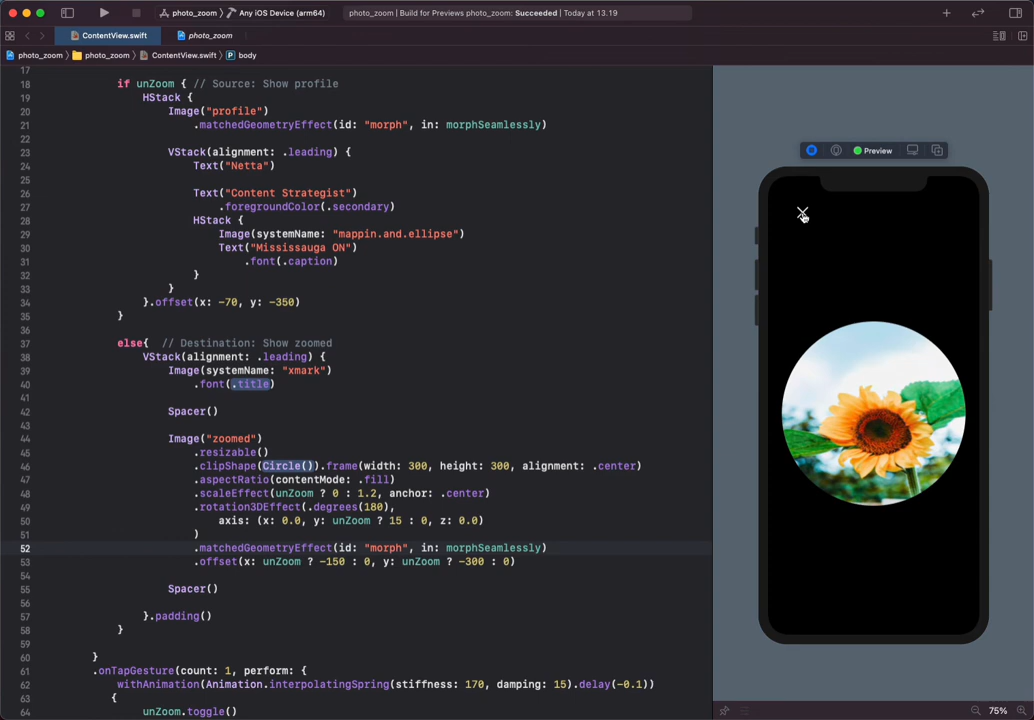 photo_zoom
Any iOS Device (arm64)
photo_zoom | Build for Previews photo_zoom: Succeeded | Today at 13.19
ContentView.swift
photo_zoom
photo_zoom
photo_zoom
ContentView.swift
P
body
17
18 if unZoom { // Source: Show profile
19 HStack {
20 Image("profile")
21 .matchedGeometryEffect(id: "morph", in: morphSeamlessly)
22
23 VStack(alignment: .leading) {
24 Text("Netta")
25
26 Text("Content Strategist")
27 .foregroundColor(.secondary)
28 HStack {
29 Image(systemName: "mappin.and.ellipse")
30 Text("Mississauga ON")
31 .font(.caption)
32 }
33 }
34 }.offset(x: -70, y: -350)
35 }
36
37 else{ // Destination: Show zoomed
38 VStack(alignment: .leading) {
39 Image(systemName: "xmark")
40 .font(.title)
41
42 Spacer()
43
44 Image("zoomed")
45 .resizable()
46 .clipShape(Circle()).frame(width: 300, height: 300, alignment: .center)
47 .aspectRatio(contentMode: .fill)
48 .scaleEffect(unZoom ? 0 : 1.2, anchor: .center)
49 .rotation3DEffect(.degrees(180),
50 axis: (x: 0.0, y: unZoom ? 15 : 0, z: 0.0)
51 )
52 .matchedGeometryEffect(id: "morph", in: morphSeamlessly)
53 .offset(x: unZoom ? -150 : 0, y: unZoom ? -300 : 0)
54
55 Spacer()
56
57 }.padding()
58 }
59
60 }
61 .onTapGesture(count: 1, perform: {
62 withAnimation(Animation.interpolatingSpring(stiffness: 170, damping: 15).delay(-0.1))
63 {
64 unZoom.toggle()
Preview
75%